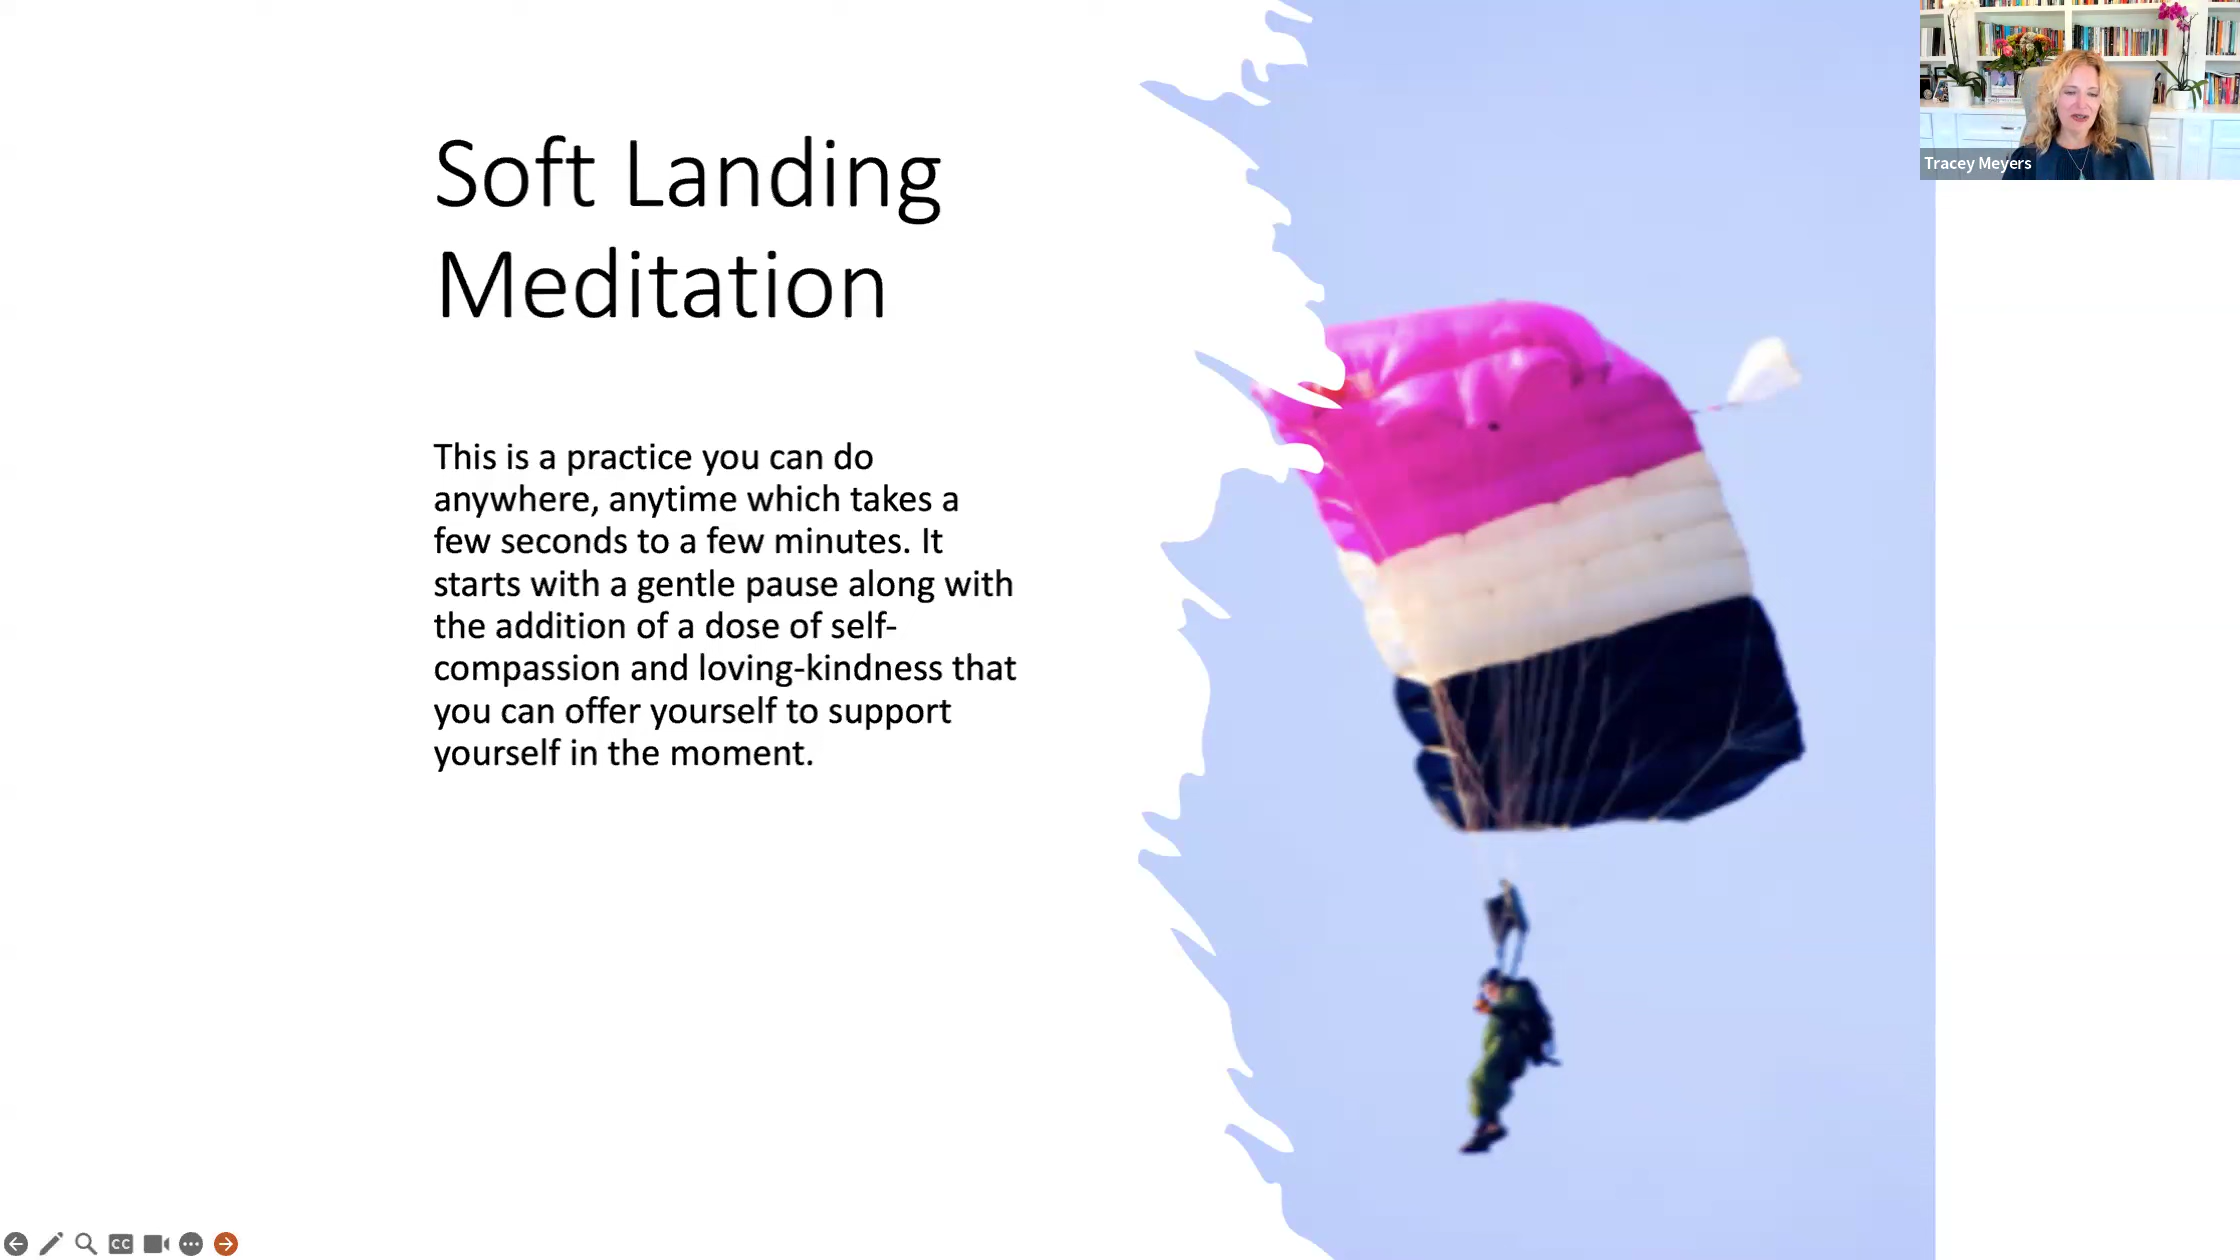 Soft Landing
Meditation
This is a practice you can do
anywhere, anytime which takes a
few seconds to a few minutes. It
starts with a gentle pause along with
the addition of a dose of self-
compassion and loving-kindness that
you can offer yourself to support
yourself in the moment.
Tracey Meyers
CC